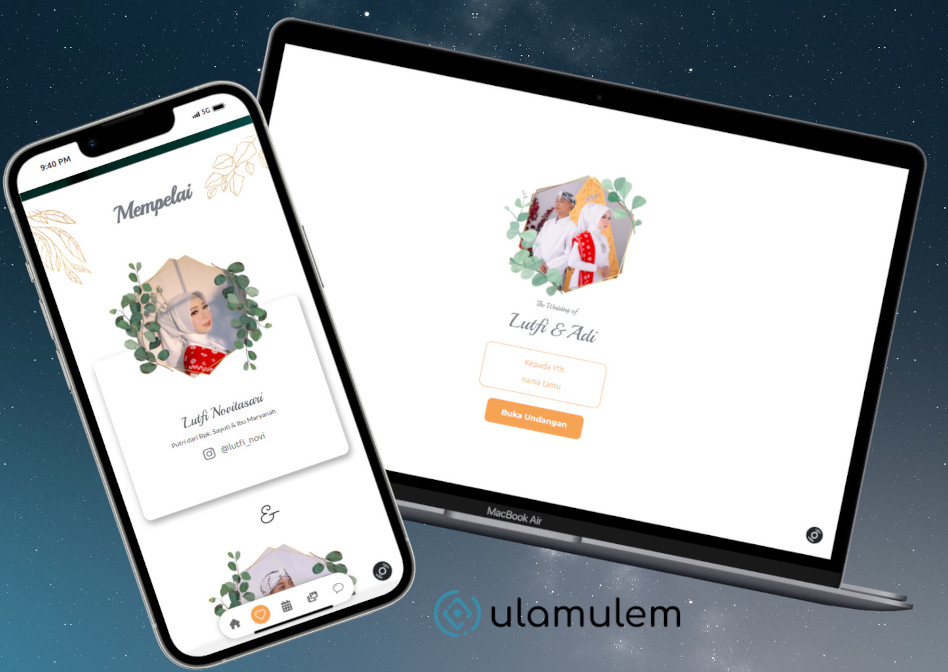 9:40 PM
5G
Mempelai
Lutfi Novitasari
Putri dari Bpk. Sayuti & Ibu Maryanah
@lutfi_novi
&
The Wedding of
Lutfi & Adi
Kepada Yth
nama tamu
Buka Undangan
MacBook Air
ulamulem